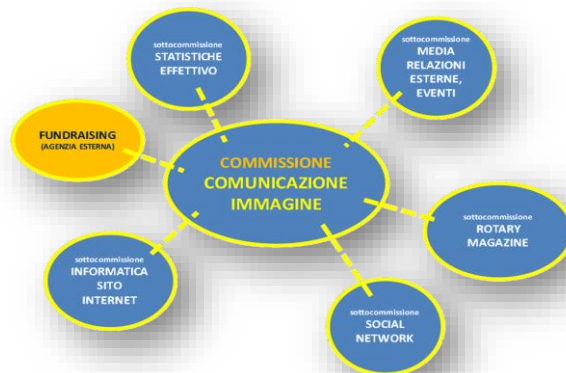 sottocommissione
STATISTICHE
EFFETTIVO
sottocommissione
MEDIA
RELAZIONI
ESTERNE,
EVENTI
FUNDRAISING
(AGENZIA ESTERNA)
COMMISSIONE
COMUNICAZIONE
IMMAGINE
sottocommissione
ROTARY
MAGAZINE
sottocommissione
INFORMATICA
SITO
INTERNET
sottocommissione
SOCIAL
NETWORK